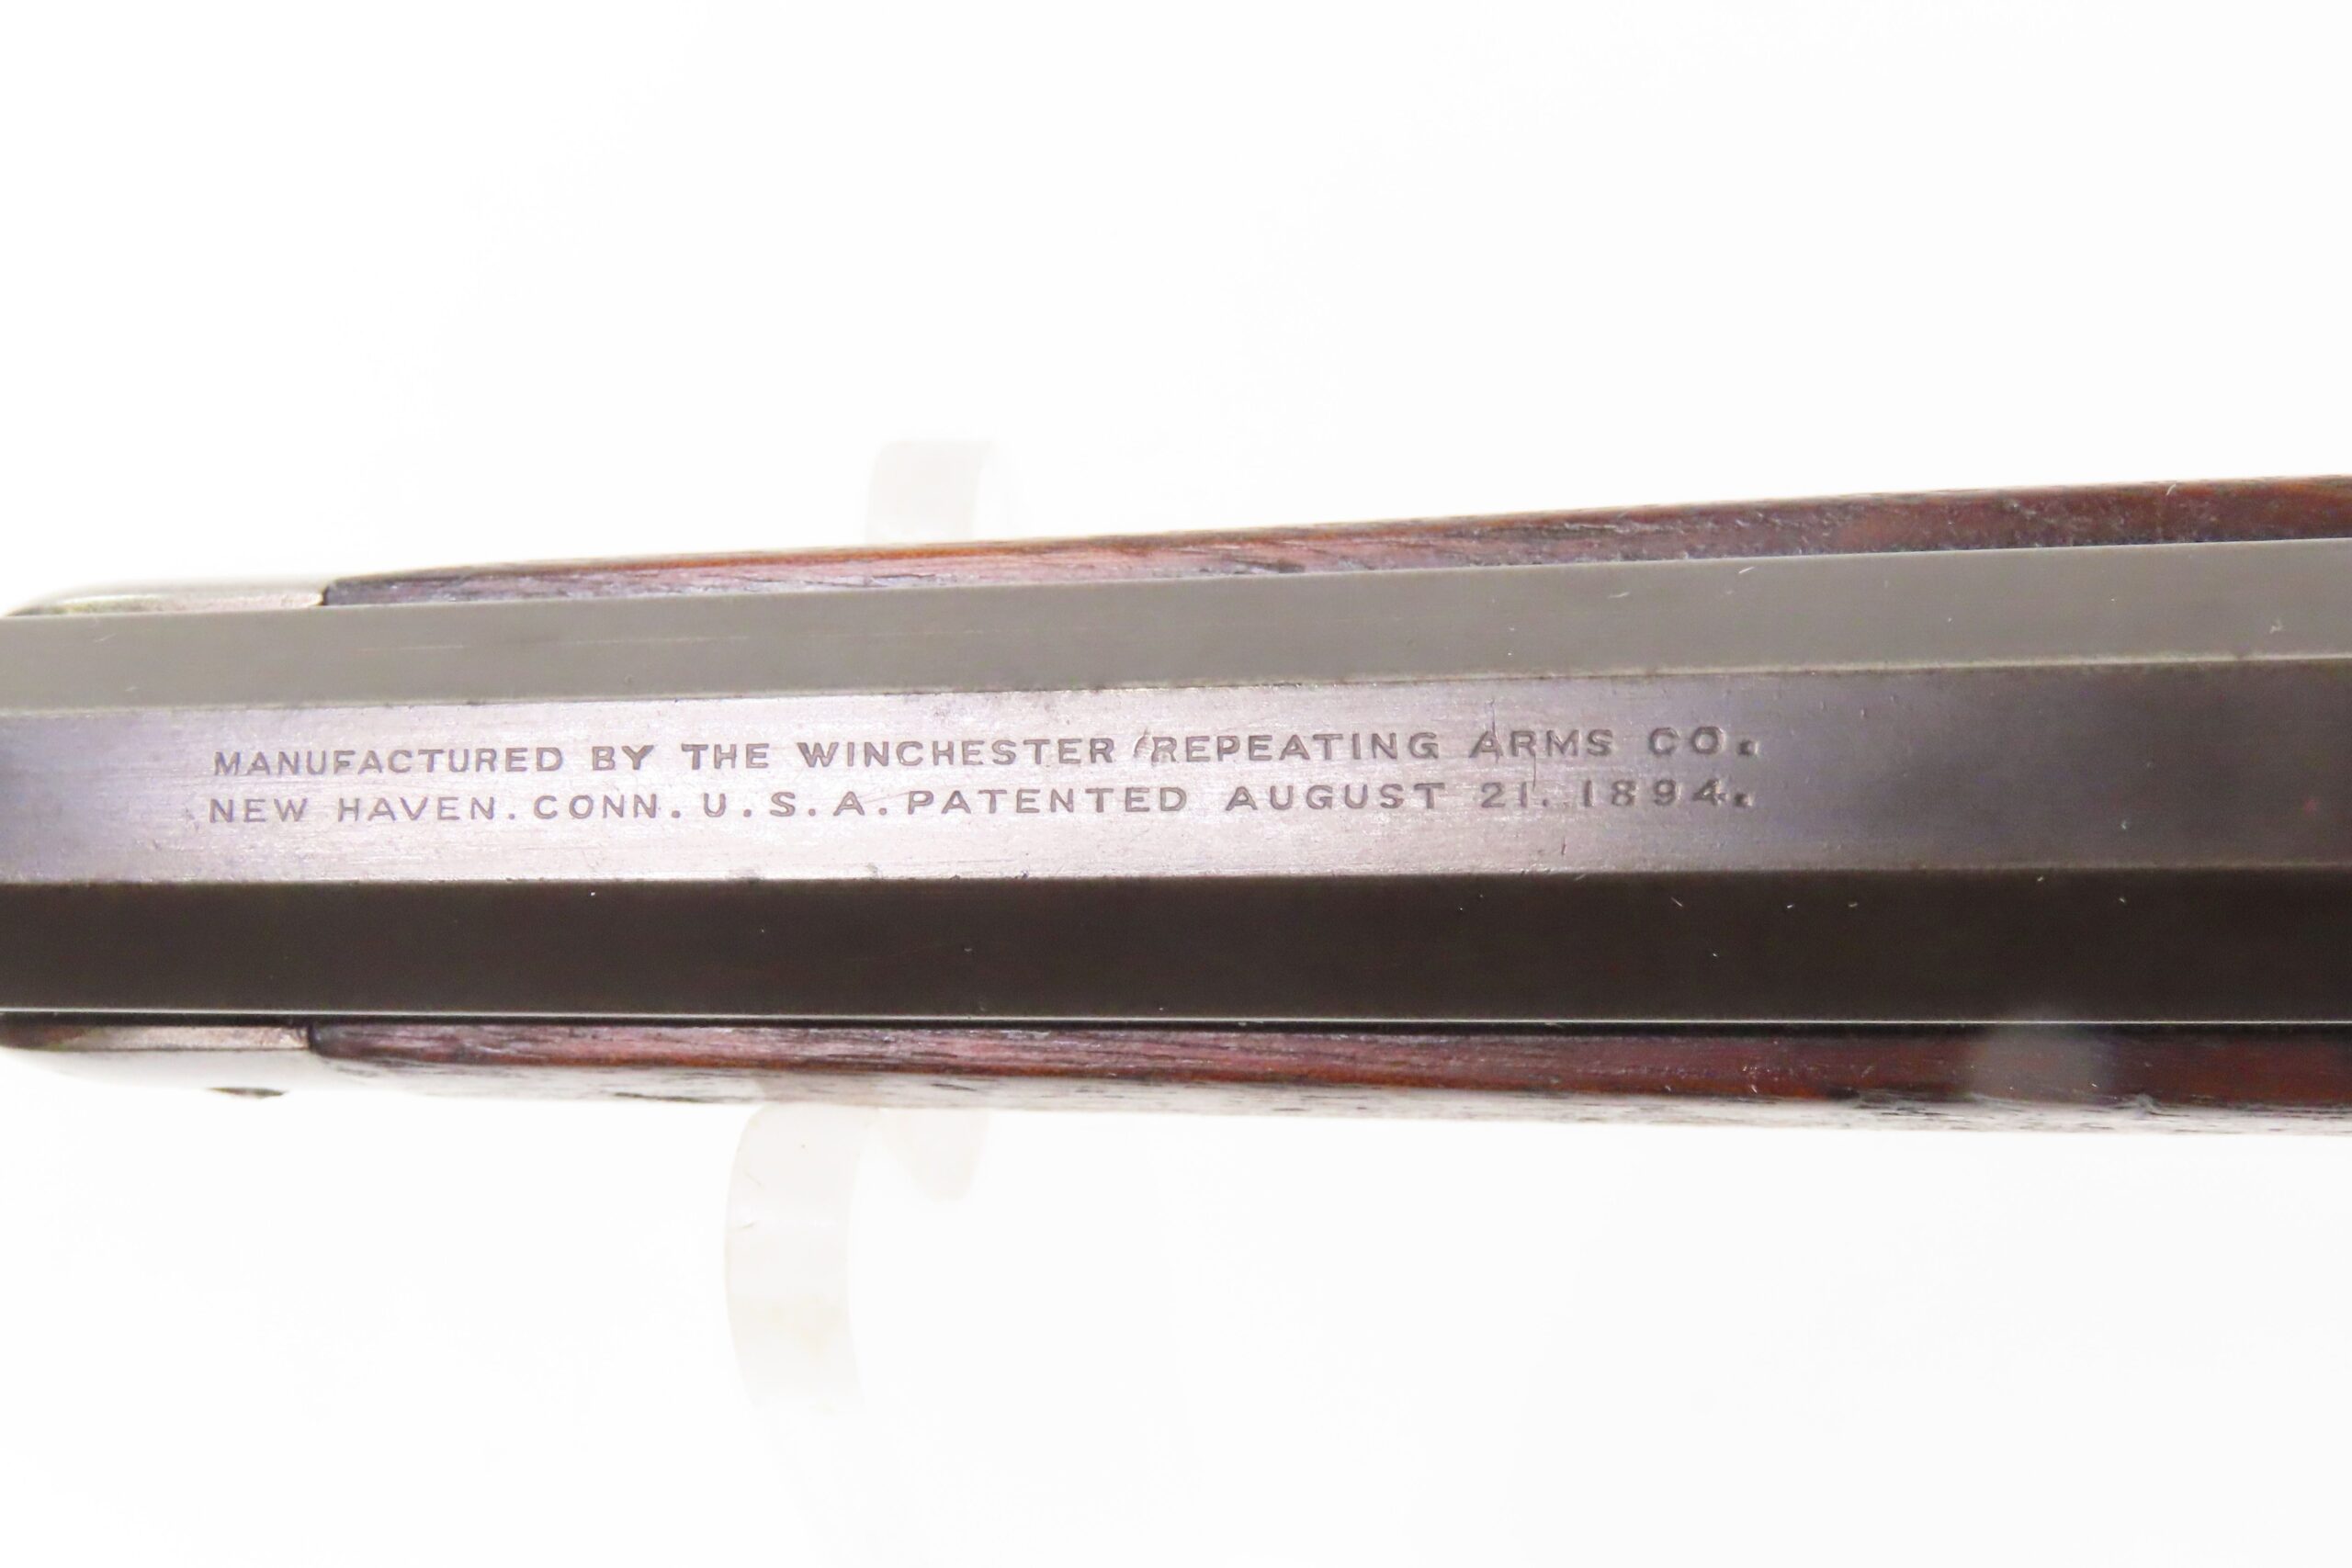 MANUFACTURED BY THE WINCHESTER REPEATING ARMS CO.
NEW HAVEN. CONN. U.S.A. PATENTED AUGUST 21. 1894.